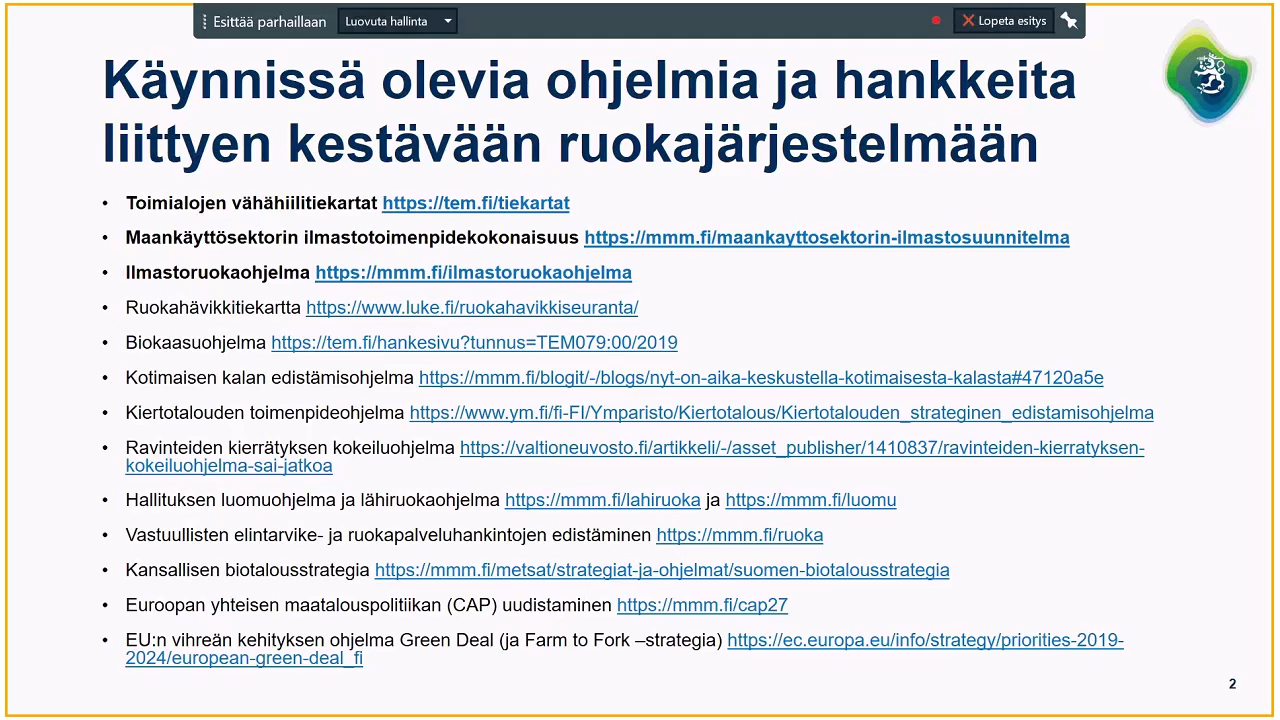 Esittää parhaillaan
Luovuta hallinta
Lopeta esitys
Käynnissä olevia ohjelmia ja hankkeita
liittyen kestävään ruokajärjestelmään
• Toimialojen vähähiilitiekartat https://tem.fi/tiekartat
• Maankäyttösektorin ilmastotoimenpidekokonaisuus https://mmm.fi/maankayttosektorin-ilmastosuunnitelma
• Ilmastoruokaohjelma https://mmm.fi/ilmastoruokaohjelma
• Ruokahävikkitiekartta https://www.luke.fi/ruokahavikkiseuranta/
• Biokaasuohjelma https://tem.fi/hankesivu?tunnus=TEM079:00/2019
• Kotimaisen kalan edistämisohjelma https://mmm.fi/blogit/-/blogs/nyt-on-aika-keskustella-kotimaisesta-kalasta#47120a5e
• Kiertotalouden toimenpideohjelma https://www.ym.fi/fi-FI/Ymparisto/Kiertotalous/Kiertotalouden_strateginen_edistamisohjelma
• Ravinteiden kierrätyksen kokeiluohjelma https://valtioneuvosto.fi/artikkeli/-/asset_publisher/1410837/ravinteiden-kierratyksen-
kokeiluohjelma-sai-jatkoa
• Hallituksen luomuohjelma ja lähiruokaohjelma https://mmm.fi/lahiruoka ja https://mmm.fi/luomu
• Vastuullisten elintarvike- ja ruokapalveluhankintojen edistäminen https://mmm.fi/ruoka
• Kansallisen biotalousstrategia https://mmm.fi/metsat/strategiat-ja-ohjelmat/suomen-biotalousstrategia
• Euroopan yhteisen maatalouspolitiikan (CAP) uudistaminen https://mmm.fi/cap27
• EU:n vihreän kehityksen ohjelma Green Deal (ja Farm to Fork –strategia) https://ec.europa.eu/info/strategy/priorities-2019-
2024/european-green-deal_fi
2